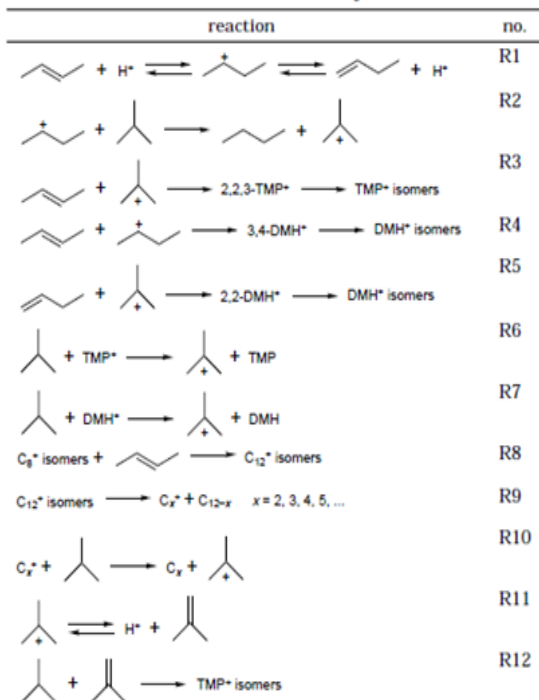 reaction no.
+ H⁺ + + H⁺ R1
+ + + + R2
+ + 2,2,3-TMP⁺ TMP⁺ isomers R3
+ + 3,4-DMH⁺ DMH⁺ isomers R4
+ + 2,2-DMH⁺ DMH⁺ isomers R5
+ TMP⁺ + + TMP R6
+ DMH⁺ + + DMH R7
C₈⁺ isomers + C₁₂⁺ isomers R8
C₁₂⁺ isomers Cₓ⁺ + C₁₂₋ₓ x = 2, 3, 4, 5, ... R9
Cₓ⁺ + Cₓ + + R10
+ H⁺ + R11
+ TMP⁺ isomers R12